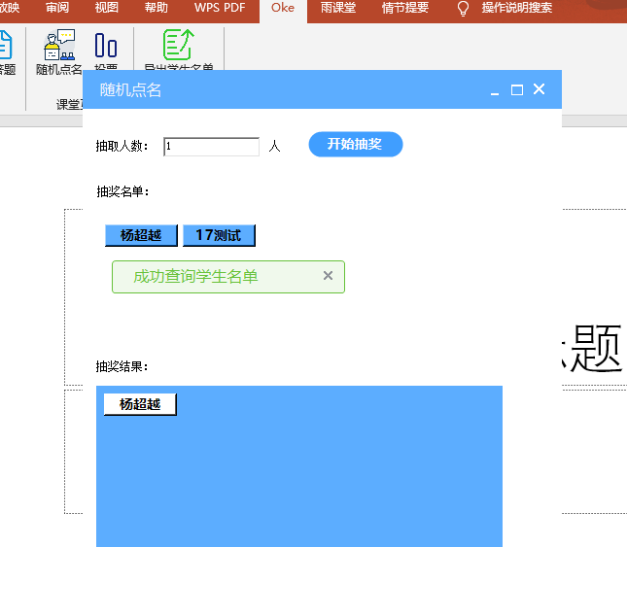 放映 审阅 视图 帮助 WPS PDF Oke 雨课堂 情节提要 操作说明搜索
答题 随机点名 投票 导出学生名单
课堂
随机点名
抽取人数： 1 人 开始抽奖
抽奖名单：
杨超越 17测试
成功查询学生名单
题
抽奖结果：
杨超越